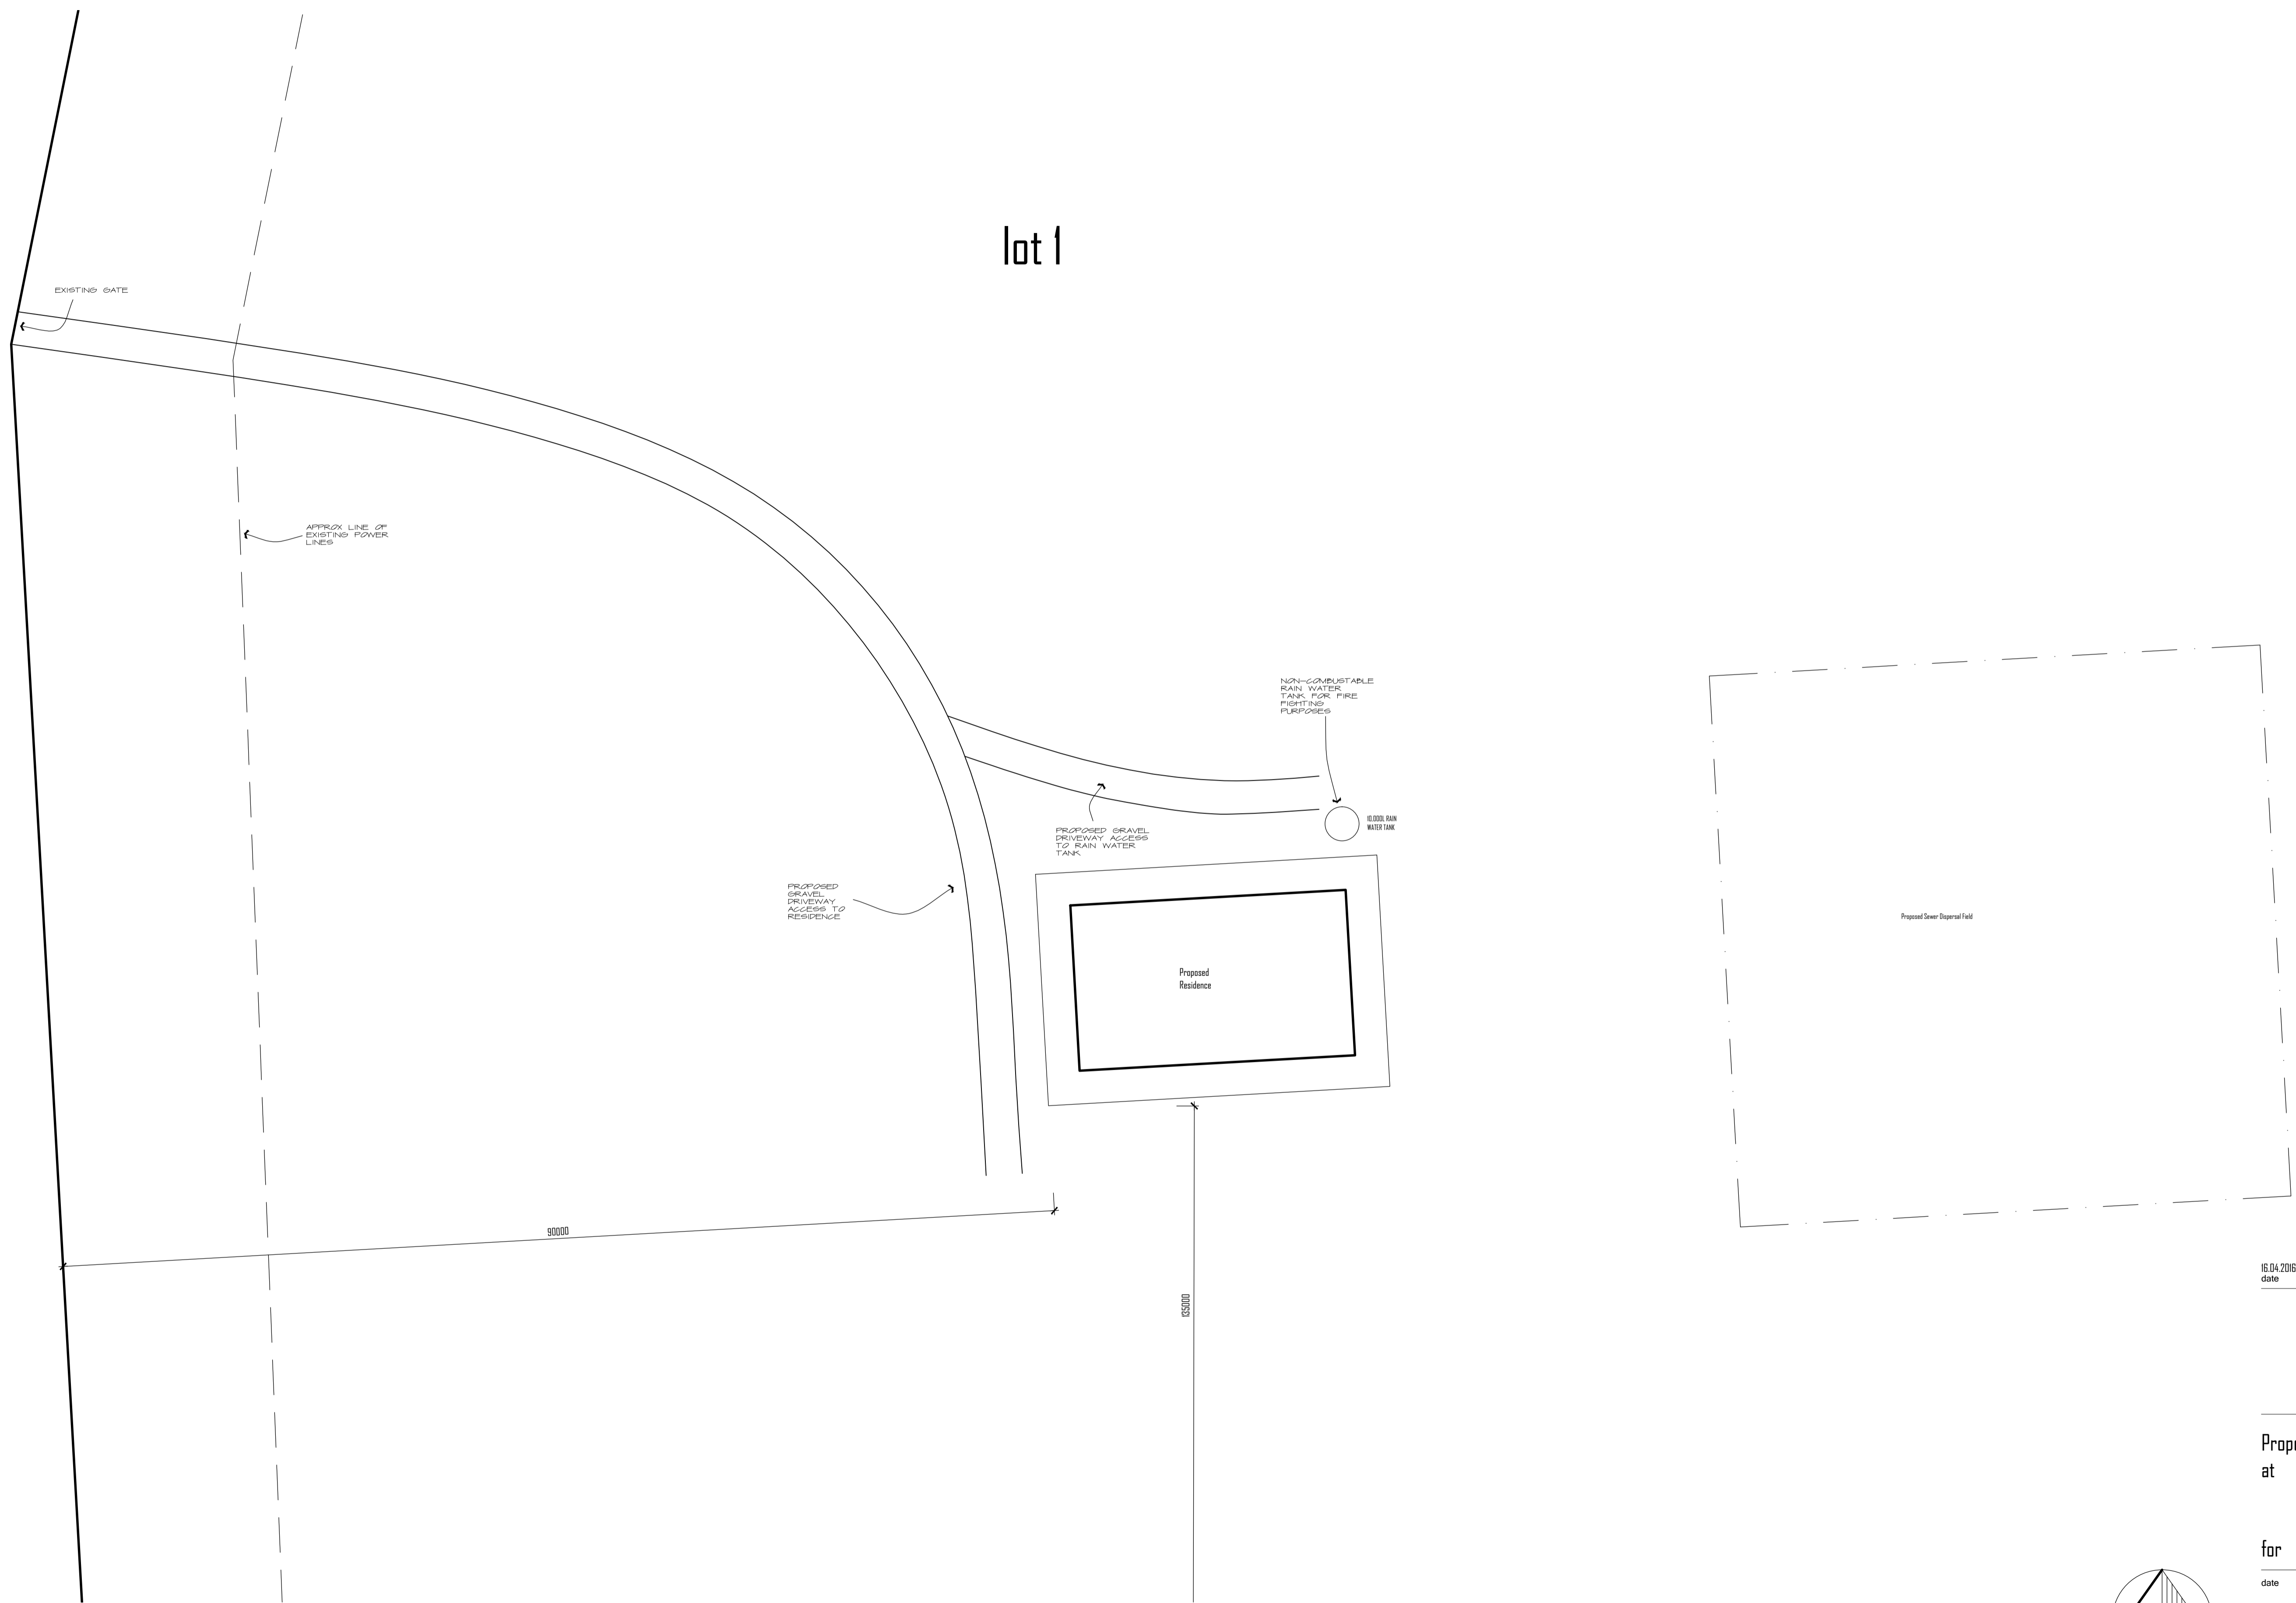 lot 1
EXISTING GATE
APPROX LINE OF
EXISTING POWER
LINES
NON-COMBUSTABLE
RAIN WATER
TANK FOR FIRE
FIGHTING
PURPOSES
10,000L RAIN
WATER TANK
PROPOSED GRAVEL
DRIVEWAY ACCESS
TO RAIN WATER
TANK
PROPOSED
GRAVEL
DRIVEWAY
ACCESS TO
RESIDENCE
Proposed Sewer Dispersal Field
Proposed
Residence
90000
135000
16.04.2016
date
Prop
at
for
date